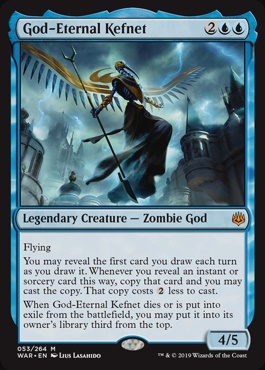 God-Eternal Kefnet 2
Legendary Creature — Zombie God
Flying
You may reveal the first card you draw each turn
as you draw it. Whenever you reveal an instant or
sorcery card this way, copy that card and you may
cast the copy. That copy costs 2 less to cast.
When God-Eternal Kefnet dies or is put into
exile from the battlefield, you may put it into its
owner's library third from the top.
4/5
053/264 M
WAR • EN LIUS LASAHIDO
™ & © 2019 Wizards of the Coast